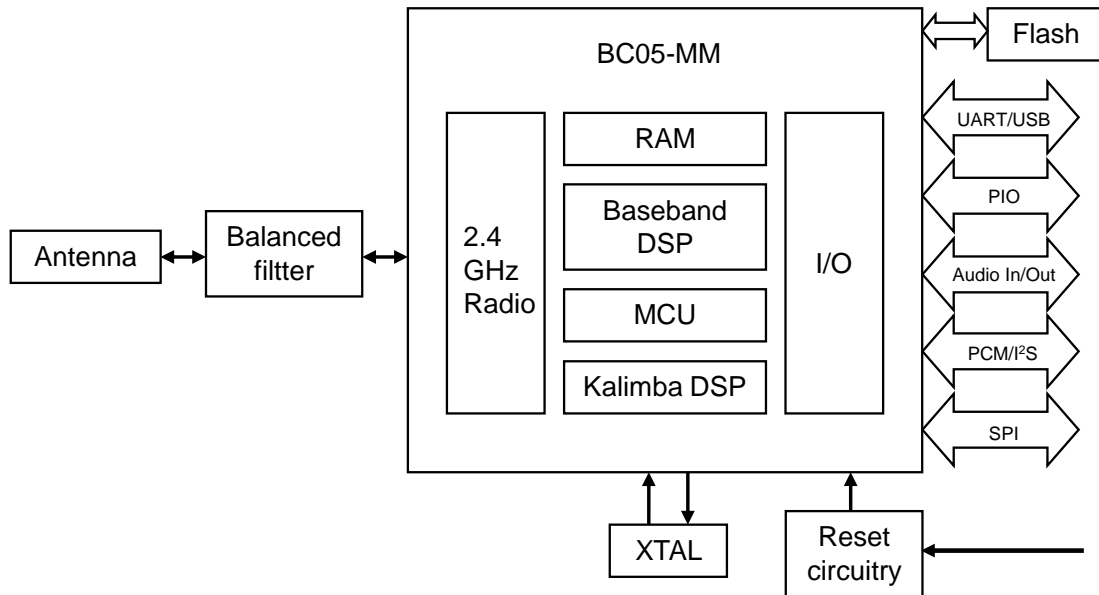 BC05-MM
Flash
UART/USB
PIO
Audio In/Out
PCM/I²S
SPI
RAM
Baseband
DSP
MCU
Kalimba DSP
2.4
GHz
Radio
I/O
Antenna
Balanced
filtter
XTAL
Reset
circuitry